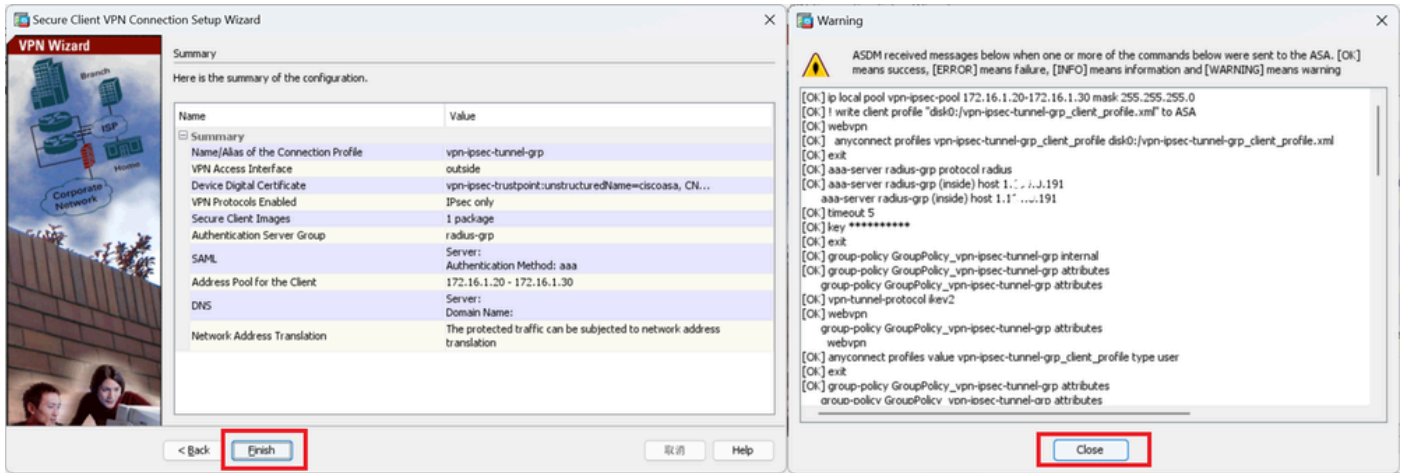 Secure Client VPN Connection Setup Wizard
VPN Wizard
Branch
ISP
Home
Corporate
Network
Summary
Here is the summary of the configuration.
Name Value
Summary
Name/Alias of the Connection Profile vpn-ipsec-tunnel-grp
VPN Access Interface outside
Device Digital Certificate vpn-ipsec-trustpoint:unstructuredName=ciscoasa, CN...
VPN Protocols Enabled IPsec only
Secure Client Images 1 package
Authentication Server Group radius-grp
SAML Server:
Authentication Method: aaa
Address Pool for the Client 172.16.1.20 - 172.16.1.30
DNS Server:
Domain Name:
Network Address Translation The protected traffic can be subjected to network address
translation
< Back Finish 取消 Help
Warning
ASDM received messages below when one or more of the commands below were sent to the ASA. [OK]
means success, [ERROR] means failure, [INFO] means information and [WARNING] means warning
[OK] ip local pool vpn-ipsec-pool 172.16.1.20-172.16.1.30 mask 255.255.255.0
[OK] ! write client profile "disk0:/vpn-ipsec-tunnel-grp_client_profile.xml" to ASA
[OK] webvpn
[OK] anyconnect profiles vpn-ipsec-tunnel-grp_client_profile disk0:/vpn-ipsec-tunnel-grp_client_profile.xml
[OK] exit
[OK] aaa-server radius-grp protocol radius
[OK] aaa-server radius-grp (inside) host
aaa-server radius-grp (inside) host
[OK] timeout 5
[OK] key **********
[OK] exit
[OK] group-policy GroupPolicy_vpn-ipsec-tunnel-grp internal
[OK] group-policy GroupPolicy_vpn-ipsec-tunnel-grp attributes
group-policy GroupPolicy_vpn-ipsec-tunnel-grp attributes
[OK] vpn-tunnel-protocol ikev2
[OK] webvpn
group-policy GroupPolicy_vpn-ipsec-tunnel-grp attributes
webvpn
[OK] anyconnect profiles value vpn-ipsec-tunnel-grp_client_profile type user
[OK] exit
[OK] group-policy GroupPolicy_vpn-ipsec-tunnel-grp attributes
group-policy GroupPolicy_vpn-ipsec-tunnel-grp attributes
Close